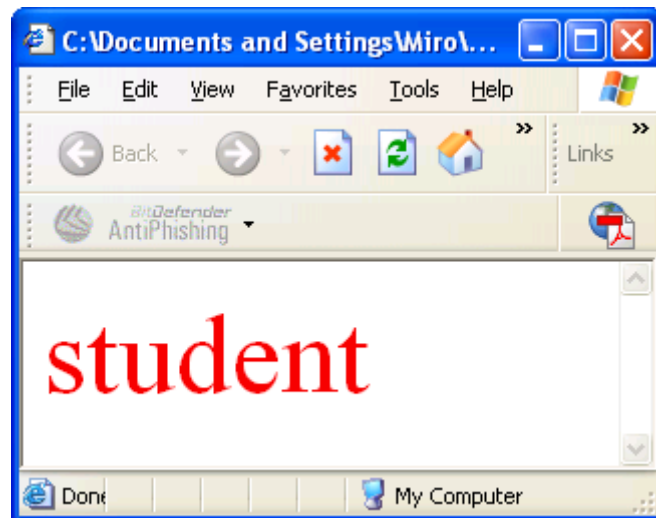 C:\Documents and Settings\Miro\...
File Edit View Favorites Tools Help
Back Links
BitDefender
AntiPhishing
student
Done My Computer